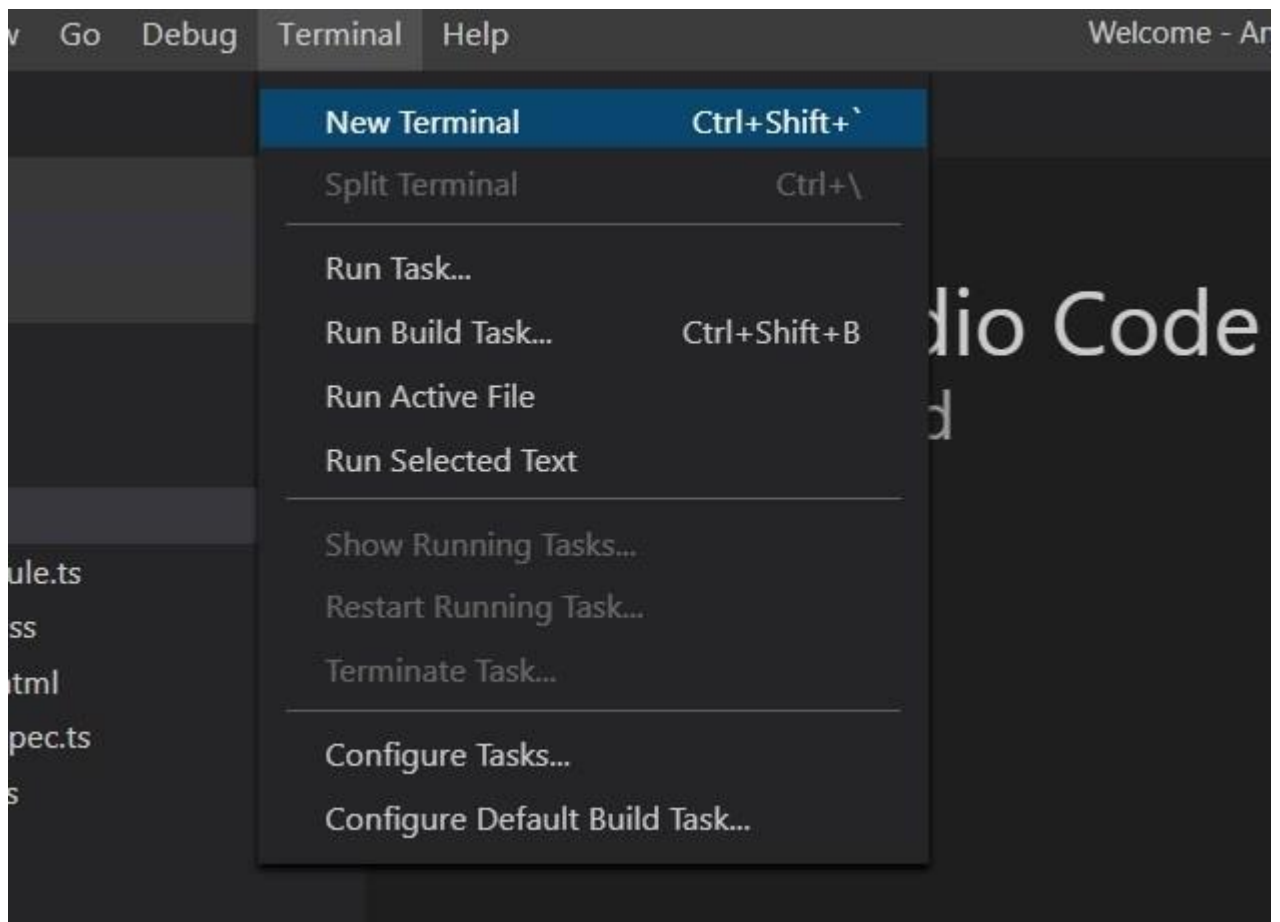 Go Debug Terminal Help Welcome - An
New Terminal Ctrl+Shift+`
Split Terminal Ctrl+\
Run Task...
Run Build Task... Ctrl+Shift+B
Run Active File
Run Selected Text
Show Running Tasks...
Restart Running Task...
Terminate Task...
Configure Tasks...
Configure Default Build Task...
dio Code
d
ule.ts
ss
tml
pec.ts
s